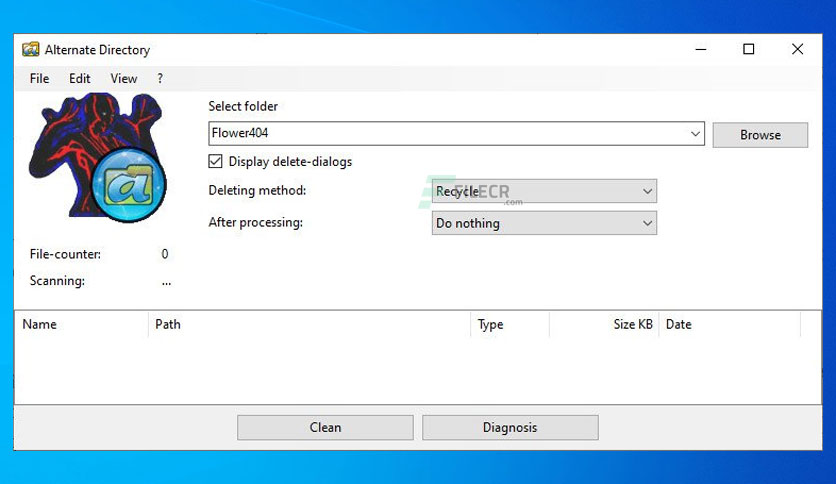 Alternate Directory
File Edit View ?
Select folder
Flower404
Browse
Display delete-dialogs
Deleting method:
Recycle
FILECR
.com
After processing:
Do nothing
File-counter: 0
Scanning: ...
Name Path Type Size KB Date
Clean Diagnosis